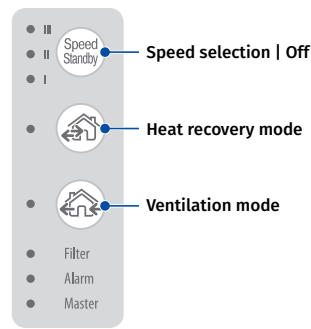 III
Speed
Standby
II
I
Speed selection | Off
Heat recovery mode
Ventilation mode
Filter
Alarm
Master